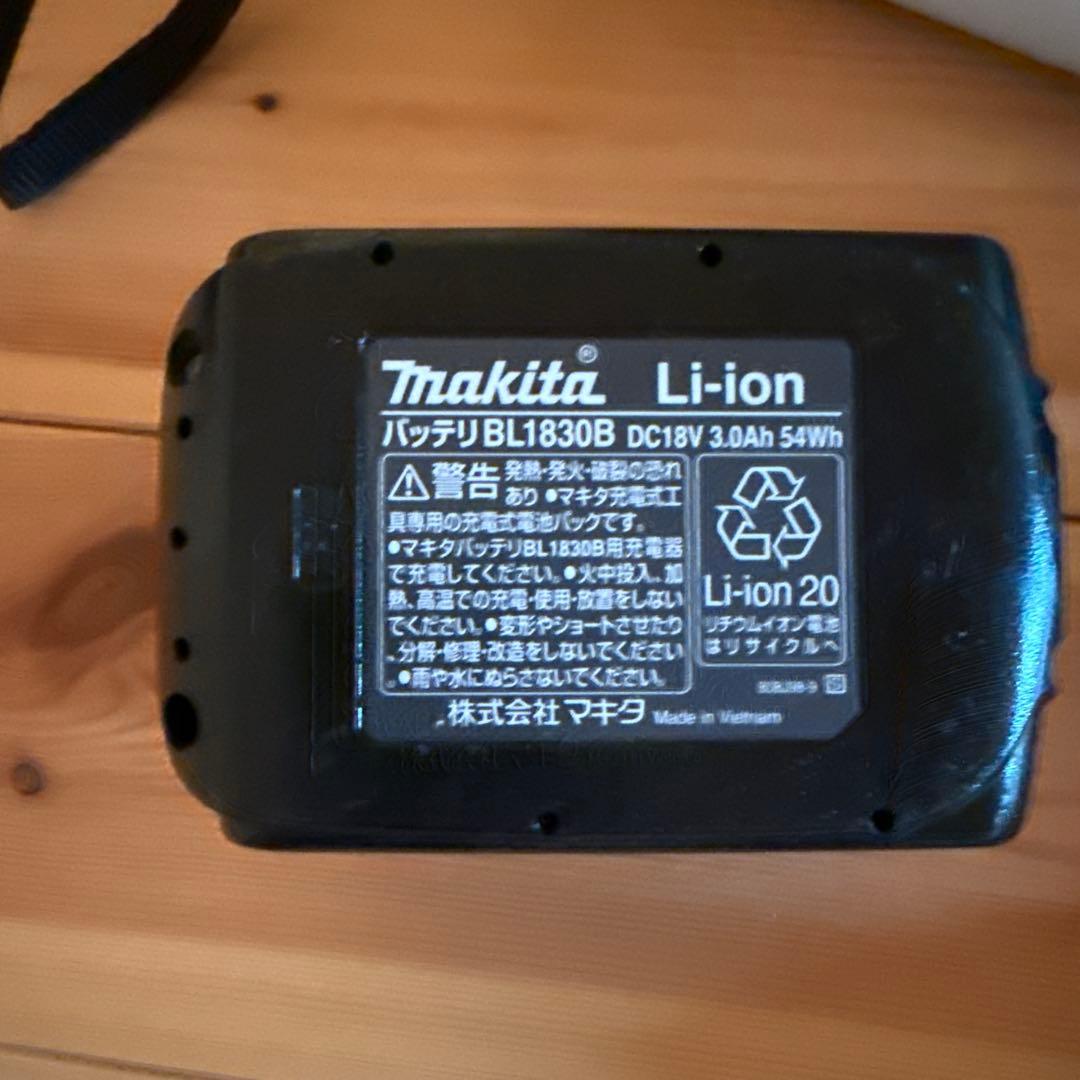 makita® Li-ion
バッテリBL1830B DC18V 3.0Ah 54Wh
警告 発熱・発火・破裂の恐れ
あり ●マキタ充電式工
具専用の充電式電池パックです。
●マキタバッテリBL1830B用充電器
で充電してください。●火中投入、加
熱、高温での充電・使用・放置をしない
でください。●変形やショートさせたり
、分解・修理・改造をしないでください
。●雨や水にぬらさないでください。
Li-ion 20
リチウムイオン電池
はリサイクルへ
株式会社マキタ Made in Vietnam